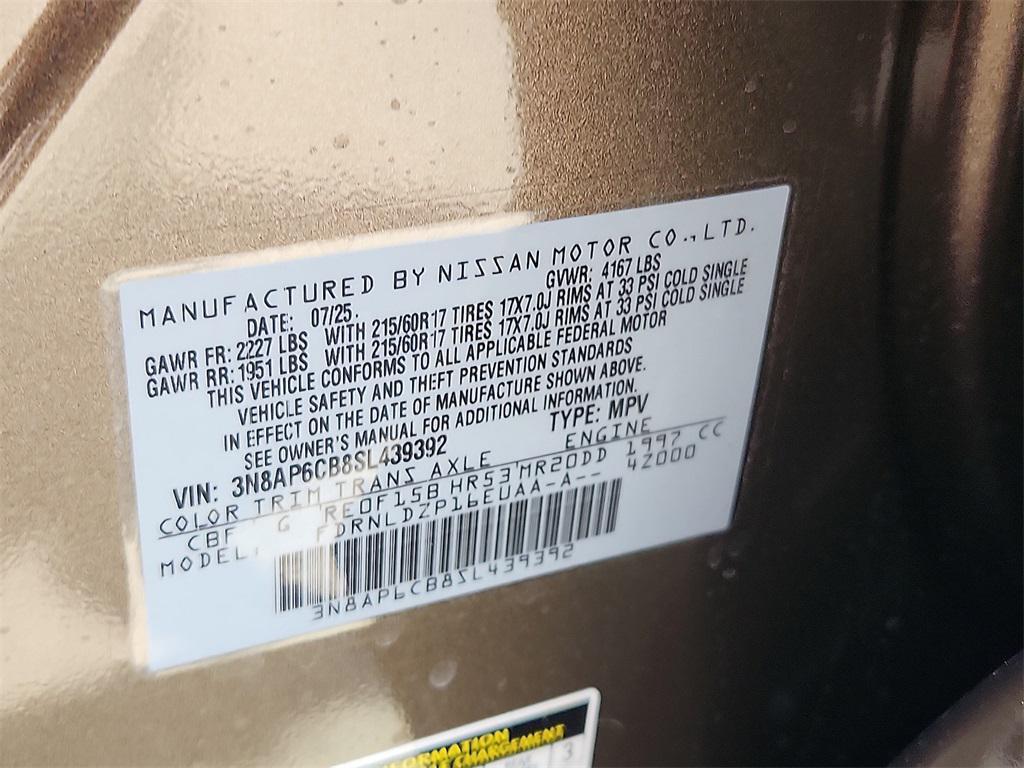 MANUFACTURED BY NISSAN MOTOR CO.,LTD.
DATE: 07/25. GVWR: 4167 LBS
GAWR FR: 2227 LBS WITH 215/60R17 TIRES 17X7.0J RIMS AT 33 PSI COLD SINGLE
GAWR RR: 1951 LBS WITH 215/60R17 TIRES 17X7.0J RIMS AT 33 PSI COLD SINGLE
THIS VEHICLE CONFORMS TO ALL APPLICABLE FEDERAL MOTOR
VEHICLE SAFETY AND THEFT PREVENTION STANDARDS
IN EFFECT ON THE DATE OF MANUFACTURE SHOWN ABOVE.
SEE OWNER'S MANUAL FOR ADDITIONAL INFORMATION.
VIN: 3N8AP6CB8SL439392 TYPE: MPV
COLOR TRIM TRANS AXLE ENGINE
CBF G RE0F15B HR53 MR20DD 1997 CC
MODEL FDRNLDZP16EUAA-A-- 4Z000
3N8AP6CB8SL439392
3